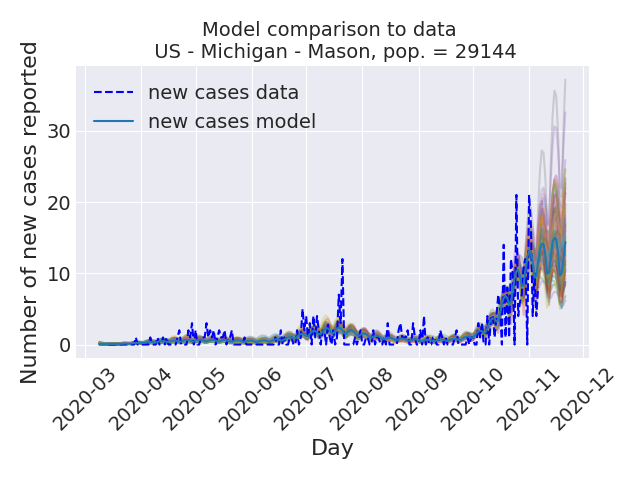 Model comparison to data
US - Michigan - Mason, pop. = 29144
Number of new cases reported
new cases data
new cases model
30
20
10
0
2020-03
2020-04
2020-05
2020-06
2020-07
2020-08
2020-09
2020-10
2020-11
2020-12
Day